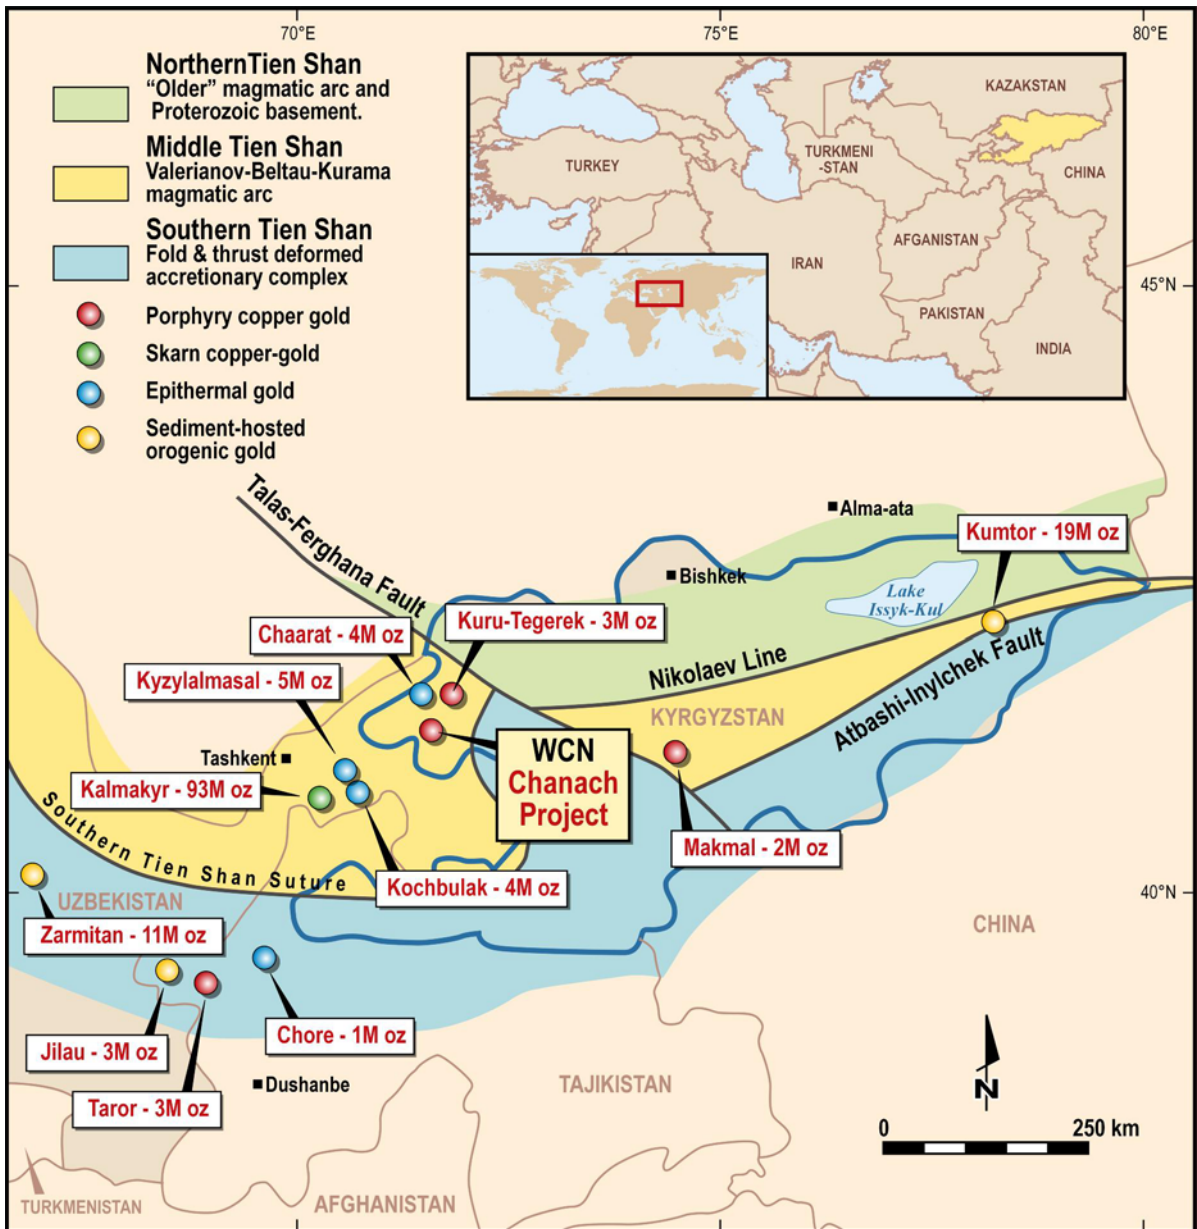 70°E
75°E
80°E
NorthernTien Shan
“Older” magmatic arc and
Proterozoic basement.
Middle Tien Shan
Valerianov-Beltau-Kurama
magmatic arc
Southern Tien Shan
Fold & thrust deformed
accretionary complex
Porphyry copper gold
Skarn copper-gold
Epithermal gold
Sediment-hosted
orogenic gold
KAZAKSTAN
TURKEY
TURKMENI
-STAN
CHINA
AFGANISTAN
IRAN
PAKISTAN
INDIA
45°N
Talas-Ferghana Fault
Alma-ata
Kumtor - 19M oz
Bishkek
Lake
Issyk-Kul
Kuru-Tegerek - 3M oz
Chaarat - 4M oz
Nikolaev Line
Atbashi-Inylchek Fault
Kyzylalmasal - 5M oz
KYRGYZSTAN
Tashkent
WCN
Chanach
Project
Kalmakyr - 93M oz
Southern Tien Shan Suture
Makmal - 2M oz
Kochbulak - 4M oz
40°N
UZBEKISTAN
CHINA
Zarmitan - 11M oz
Chore - 1M oz
Jilau - 3M oz
Dushanbe
TAJIKISTAN
Taror - 3M oz
N
0
250 km
TURKMENISTAN
AFGHANISTAN